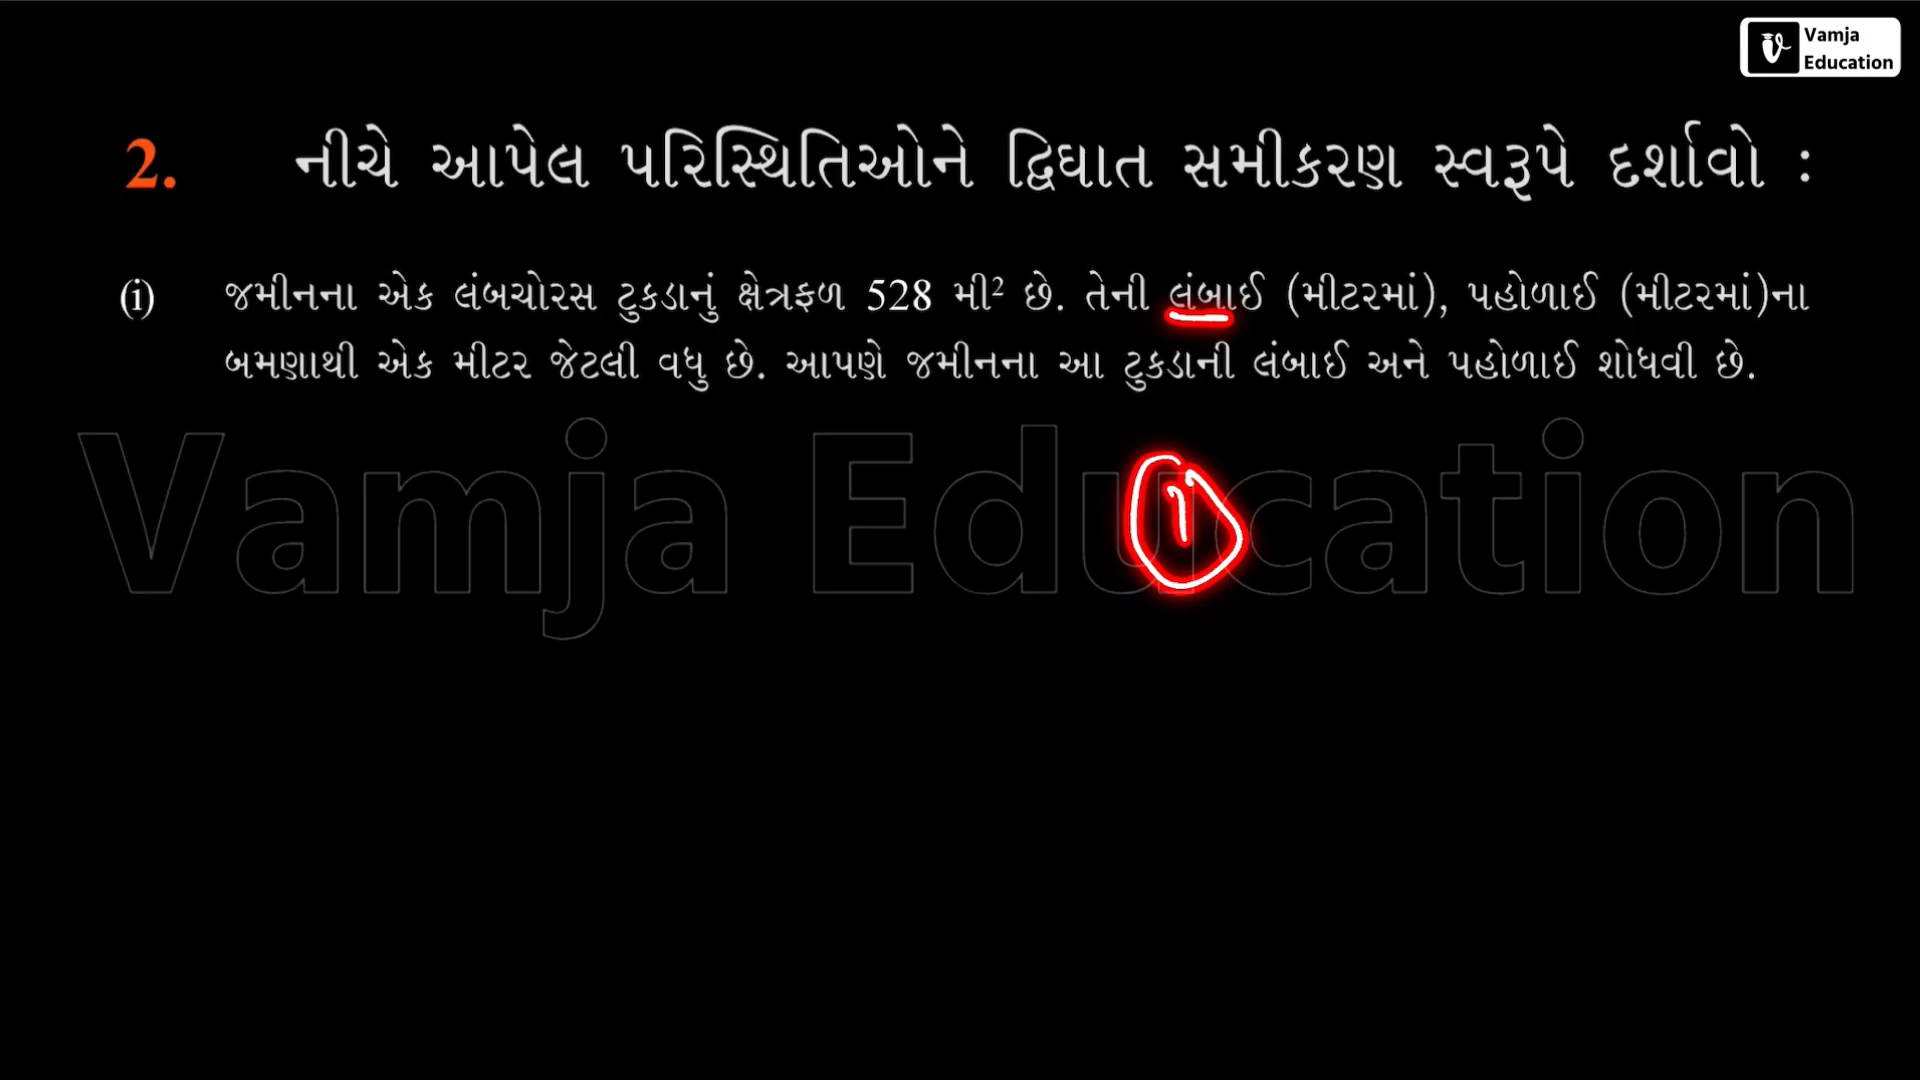 Vamja
Education
2. નીચે આપેલ પરિસ્થિતિઓને દ્વિઘાત સમીકરણ સ્વરૂપે દર્શાવો :
(i) જમીનના એક લંબચોરસ ટુકડાનું ક્ષેત્રફળ 528 મી² છે. તેની લંબાઈ (મીટરમાં), પહોળાઈ (મીટરમાં)ના
બમણાથી એક મીટર જેટલી વધુ છે. આપણે જમીનના આ ટુકડાની લંબાઈ અને પહોળાઈ શોધવી છે.
Vamja Education